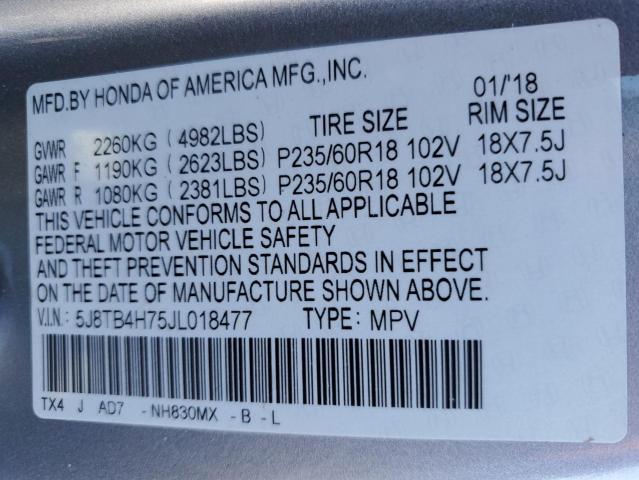 MFD.BY HONDA OF AMERICA MFG.,INC. 01/'18
TIRE SIZE RIM SIZE
GVWR 2260KG (4982LBS)
GAWR F 1190KG (2623LBS) P235/60R18 102V 18X7.5J
GAWR R 1080KG (2381LBS) P235/60R18 102V 18X7.5J
THIS VEHICLE CONFORMS TO ALL APPLICABLE
FEDERAL MOTOR VEHICLE SAFETY
AND THEFT PREVENTION STANDARDS IN EFFECT
ON THE DATE OF MANUFACTURE SHOWN ABOVE.
V.I.N.: 5J8TB4H75JL018477 TYPE: MPV
TX4 J AD7 -NH830MX -B -L